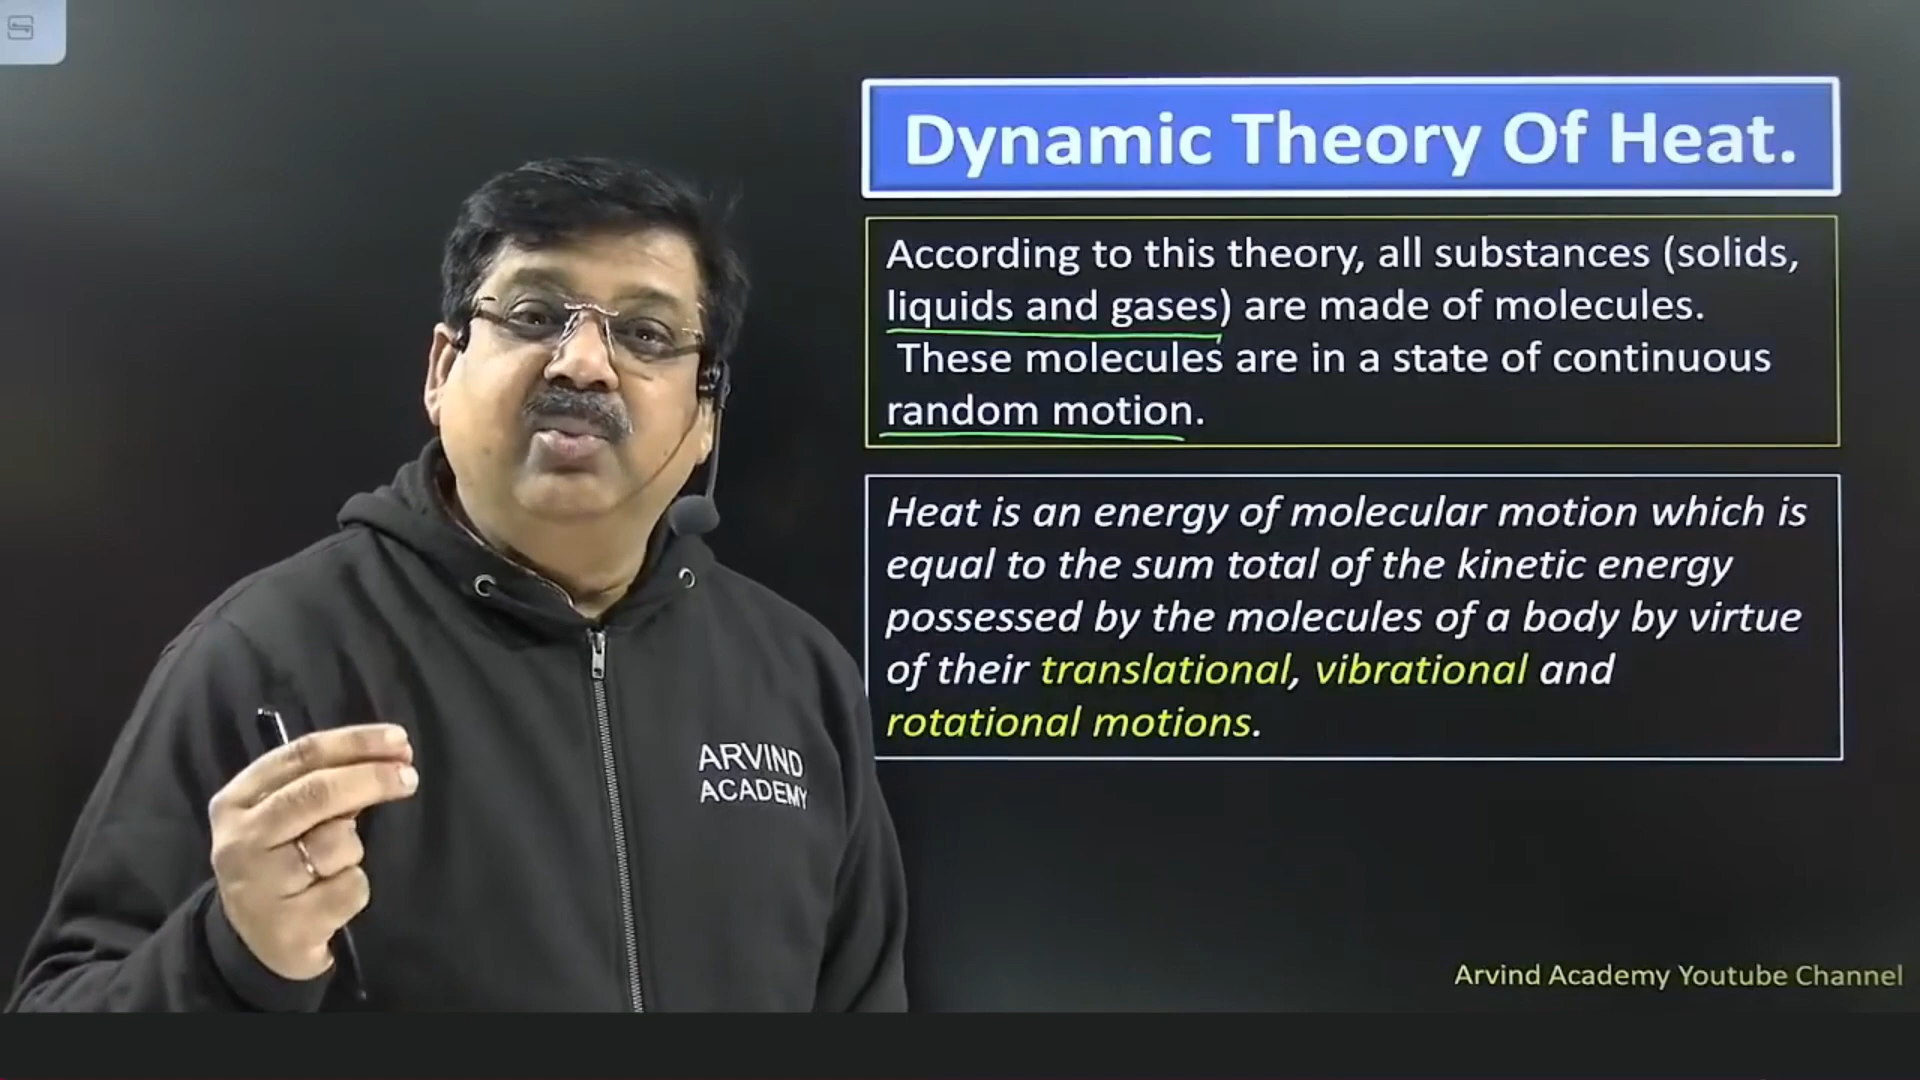 Dynamic Theory Of Heat.
According to this theory, all substances (solids,
liquids and gases) are made of molecules.
These molecules are in a state of continuous
random motion.
Heat is an energy of molecular motion which is
equal to the sum total of the kinetic energy
possessed by the molecules of a body by virtue
of their translational, vibrational and
rotational motions.
ARVIND
ACADEMY
Arvind Academy Youtube Channel